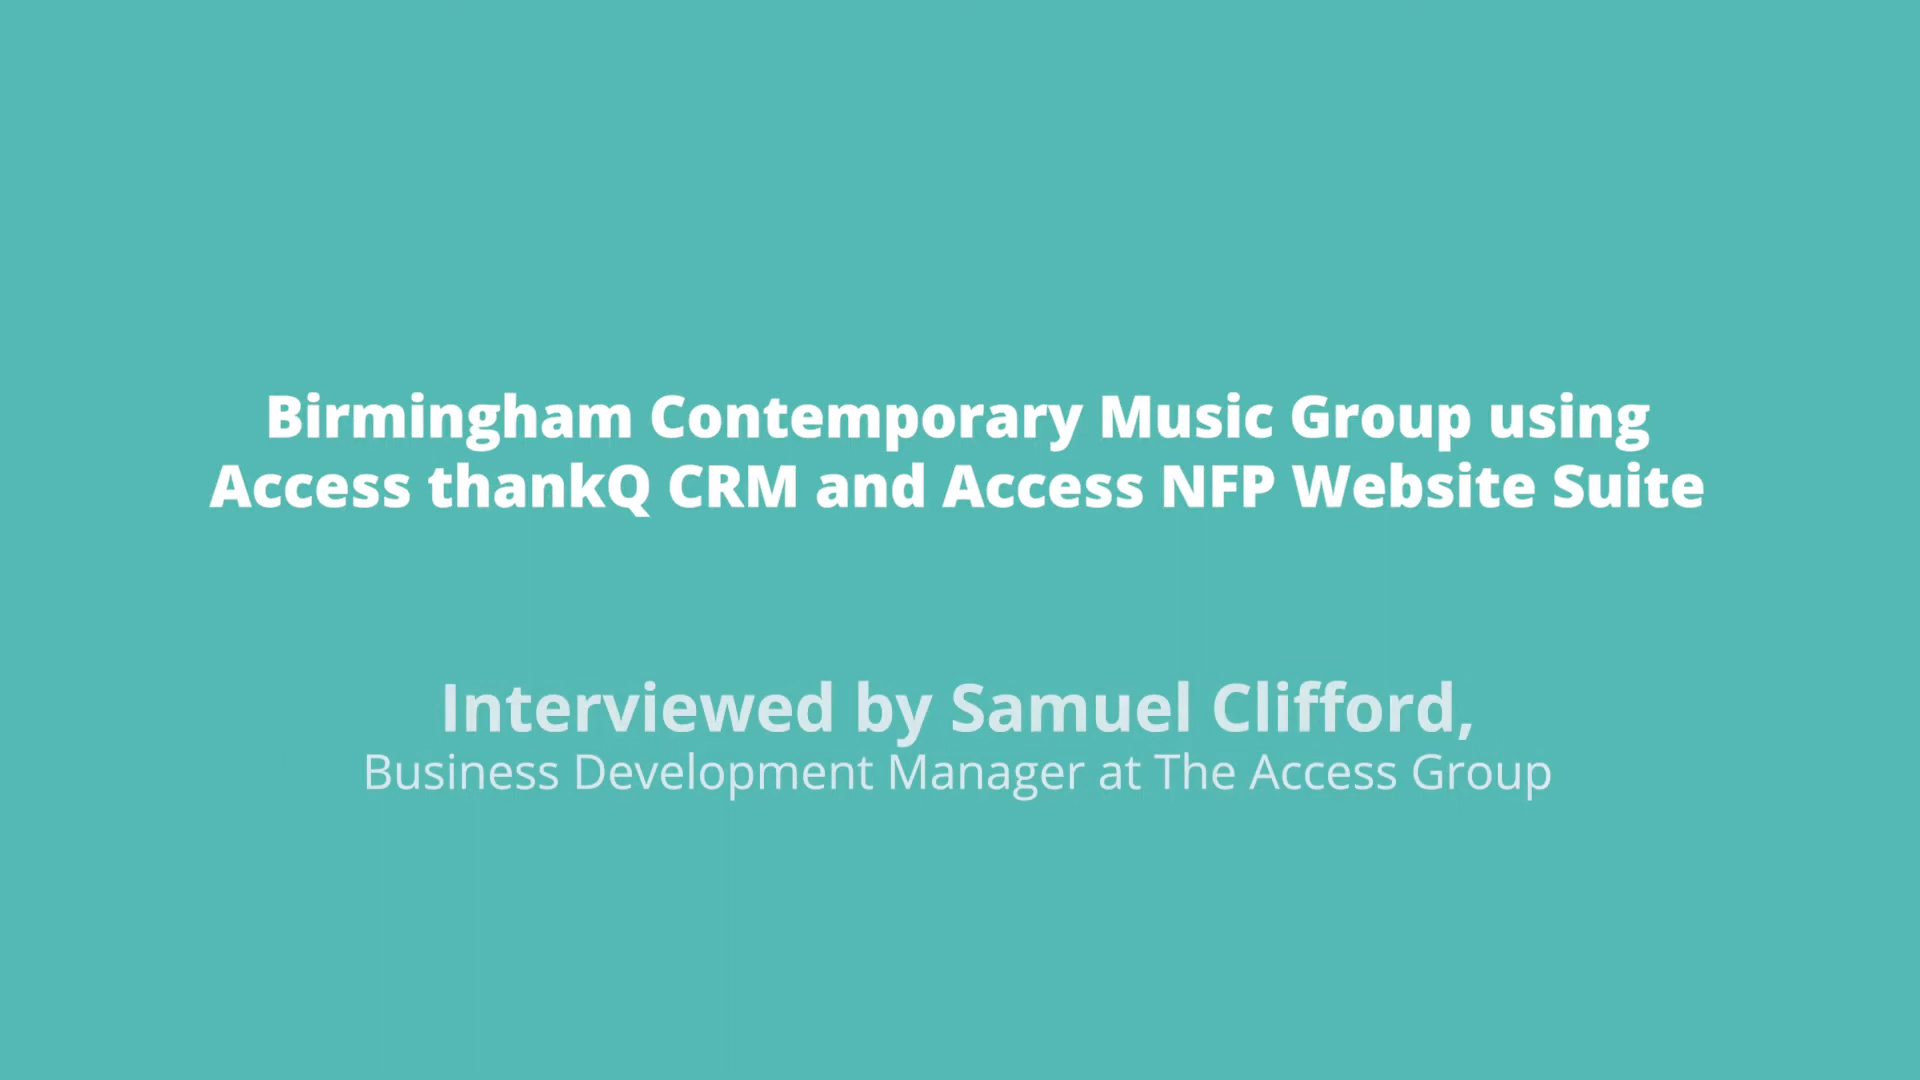 Birmingham Contemporary Music Group using
Access thankQ CRM and Access NFP Website Suite
Interviewed by Samuel Clifford,
Business Development Manager at The Access Group